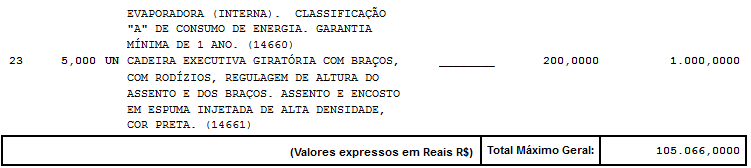 EVAPORADORA (INTERNA). CLASSIFICAÇÃO
"A" DE CONSUMO DE ENERGIA. GARANTIA
MÍNIMA DE 1 ANO. (14660)
23 5,000 UN CADEIRA EXECUTIVA GIRATÓRIA COM BRAÇOS, ________ 200,0000 1.000,0000
COM RODÍZIOS, REGULAGEM DE ALTURA DO
ASSENTO E DOS BRAÇOS. ASSENTO E ENCOSTO
EM ESPUMA INJETADA DE ALTA DENSIDADE,
COR PRETA. (14661)
(Valores expressos em Reais R$) Total Máximo Geral: 105.066,0000